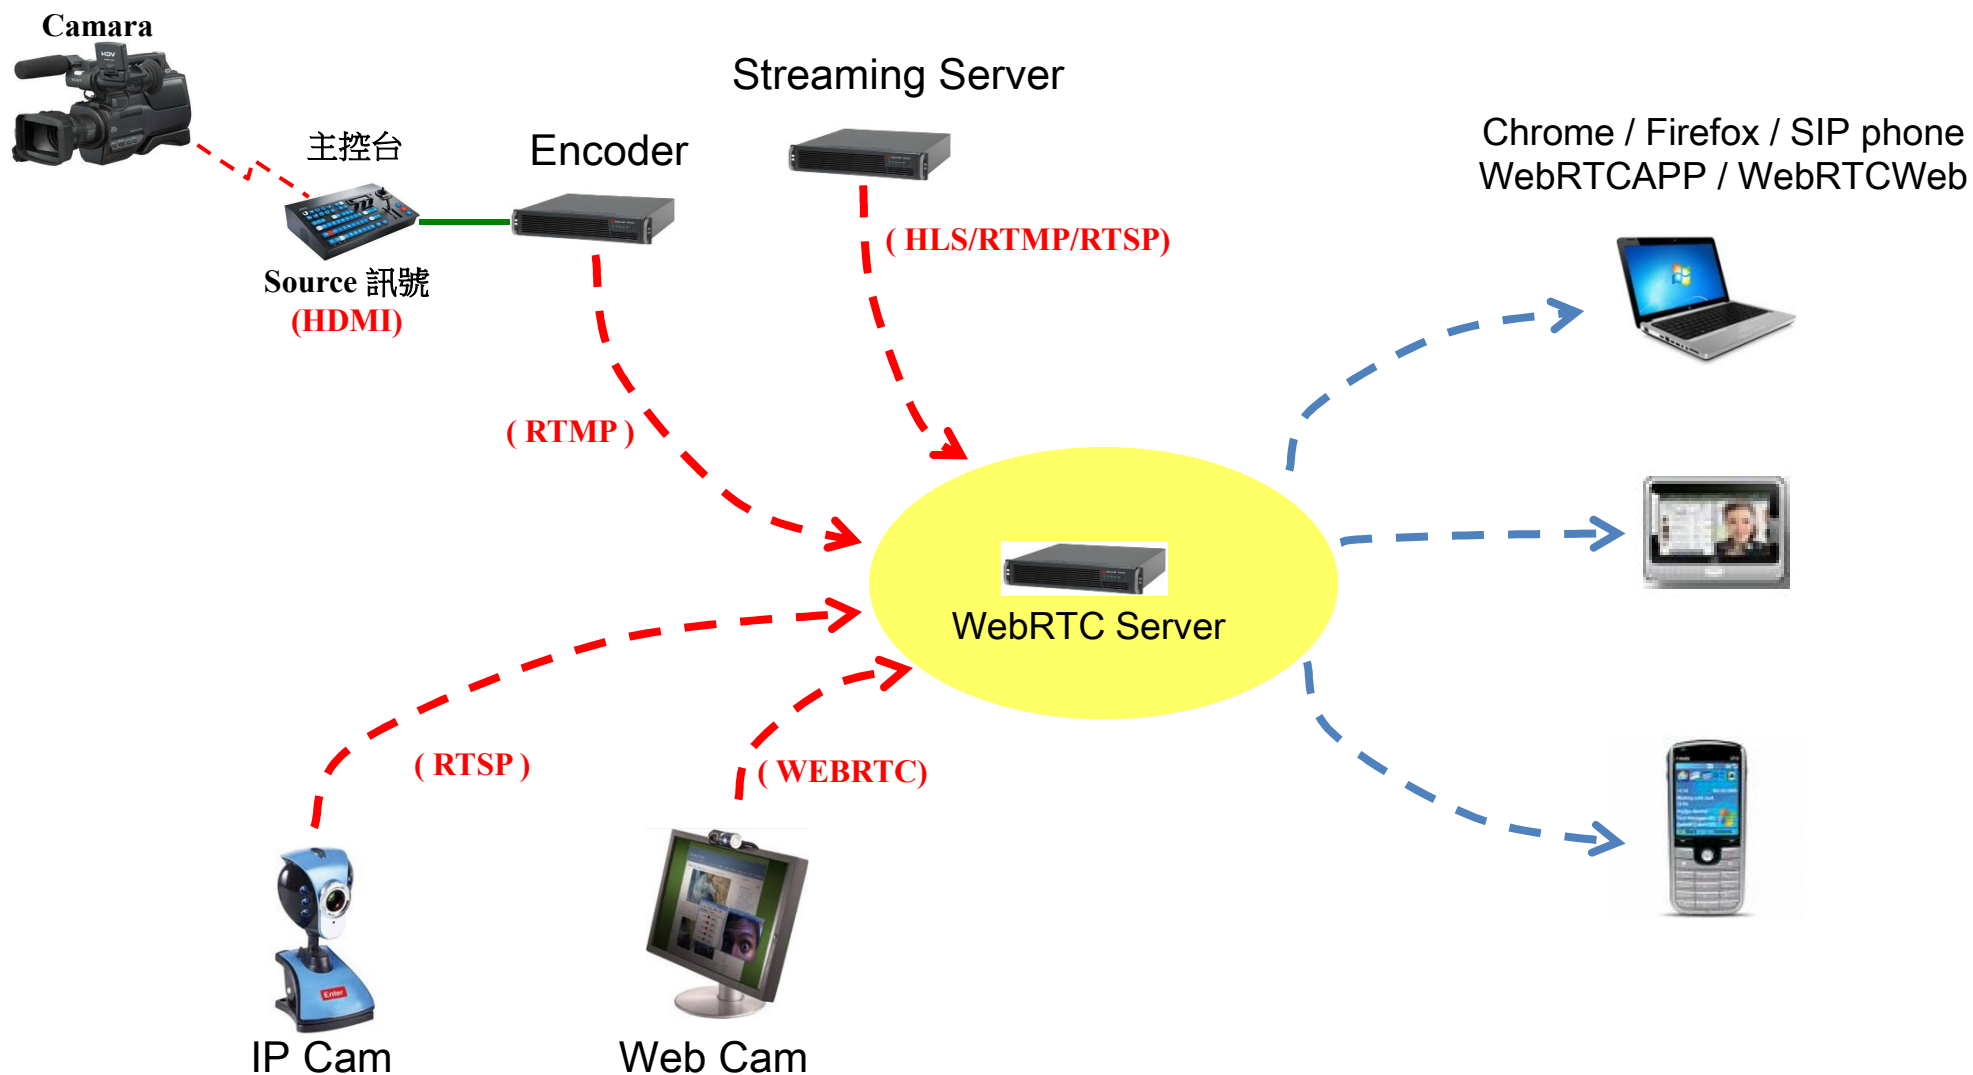 Camara
Streaming Server
主控台
Encoder
Chrome / Firefox / SIP phone
WebRTCAPP / WebRTCWeb
( HLS/RTMP/RTSP)
Source 訊號
(HDMI)
( RTMP )
WebRTC Server
( RTSP )
( WEBRTC)
Enter
IP Cam
Web Cam